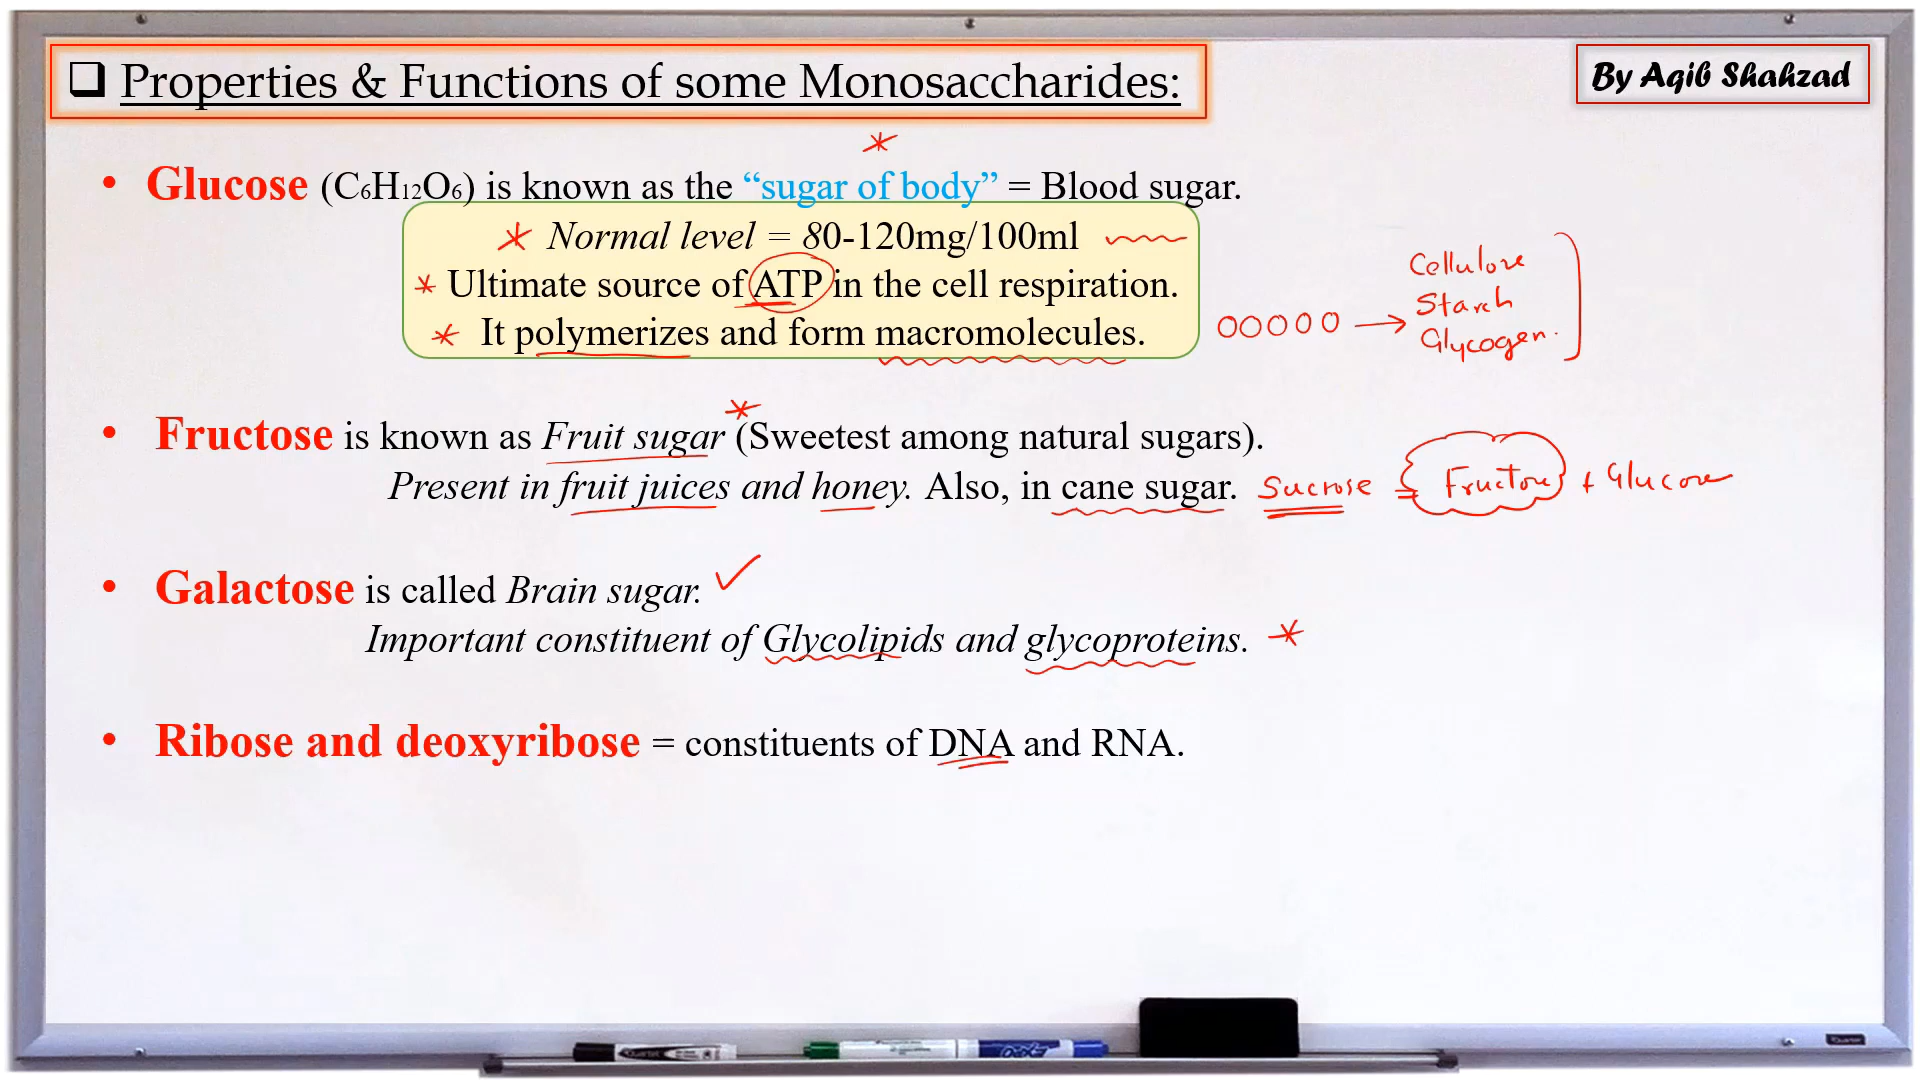 Properties & Functions of some Monosaccharides:
By Aqib Shahzad
• Glucose (C₆H₁₂O₆) is known as the “sugar of body” = Blood sugar.
Normal level = 80-120mg/100ml
Ultimate source of ATP in the cell respiration.
It polymerizes and form macromolecules.
Cellulose
Starch
Glycogen.
• Fructose is known as Fruit sugar (Sweetest among natural sugars).
Present in fruit juices and honey. Also, in cane sugar. Sucrose = Fructose + Glucose
• Galactose is called Brain sugar.
Important constituent of Glycolipids and glycoproteins.
• Ribose and deoxyribose = constituents of DNA and RNA.